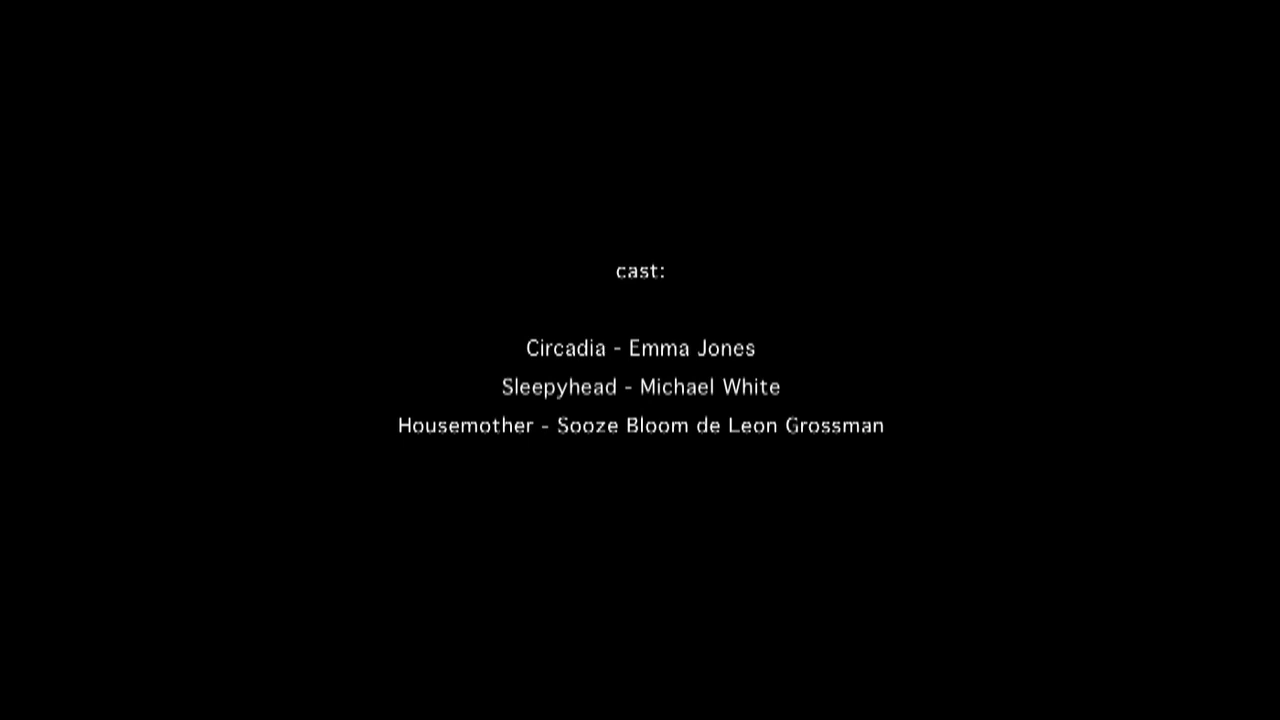 cast:
Circadia - Emma Jones
Sleepyhead - Michael White
Housemother - Sooze Bloom de Leon Grossman